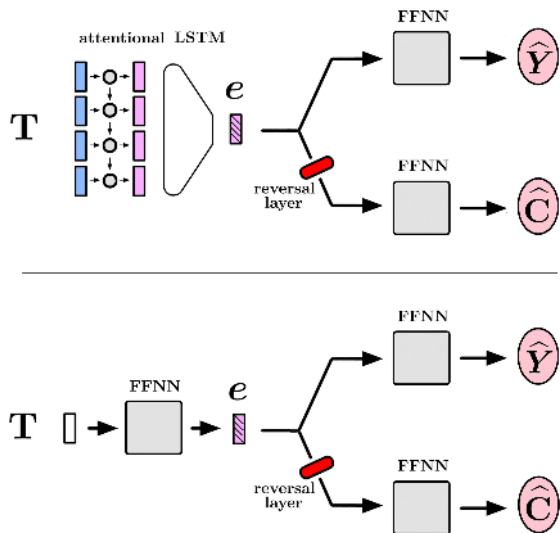 attentional LSTM
FFNN
Ŷ
e
T
reversal
layer
FFNN
Ĉ
FFNN
Ŷ
FFNN
e
T
reversal
layer
FFNN
Ĉ